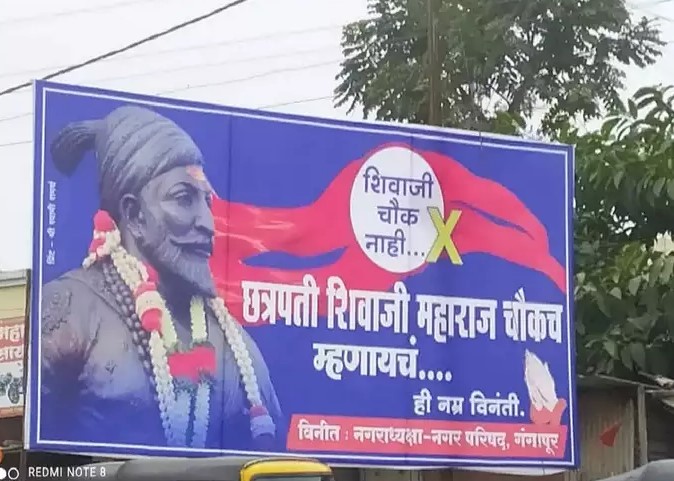 शिवाजी
चौक
नाही...
X
छत्रपती शिवाजी महाराज चौकच
म्हणायचं....
ही नम्र विनंती.
विनीत : नगराध्यक्षा-नगर परिषद, गंगापूर
REDMI NOTE 8